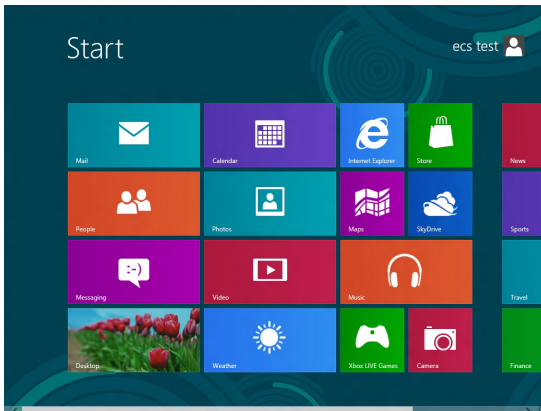 Start
ecs test
Mail
Calendar
Internet Explorer
Store
News
People
Photos
Maps
SkyDrive
Sports
:-)
Messaging
Video
Music
Travel
Desktop
Weather
Xbox LIVE Games
Camera
Finance